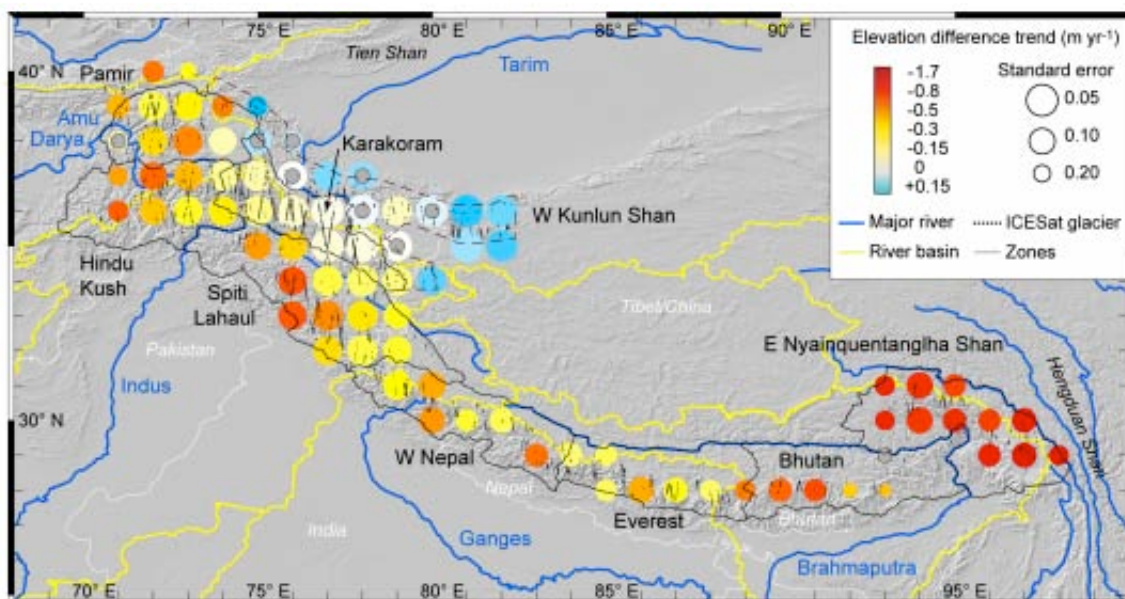 75° E
80° E
85° E
90° E
95° E
Tien Shan
40° N
Pamir
Tarim
Amu
Darya
Karakoram
W Kunlun Shan
Hindu
Kush
Spiti
Lahaul
Tibet/China
Pakistan
Indus
E Nyainquentanglha Shan
Hengduan Shan
30° N
W Nepal
Nepal
Bhutan
India
Everest
Bhutan
Ganges
Brahmaputra
70° E
75° E
80° E
85° E
90° E
95° E
Elevation difference trend (m yr-1)
-1.7
-0.8
-0.5
-0.3
-0.15
0
+0.15
Standard error
0.05
0.10
0.20
Major river
ICESat glacier
River basin
Zones